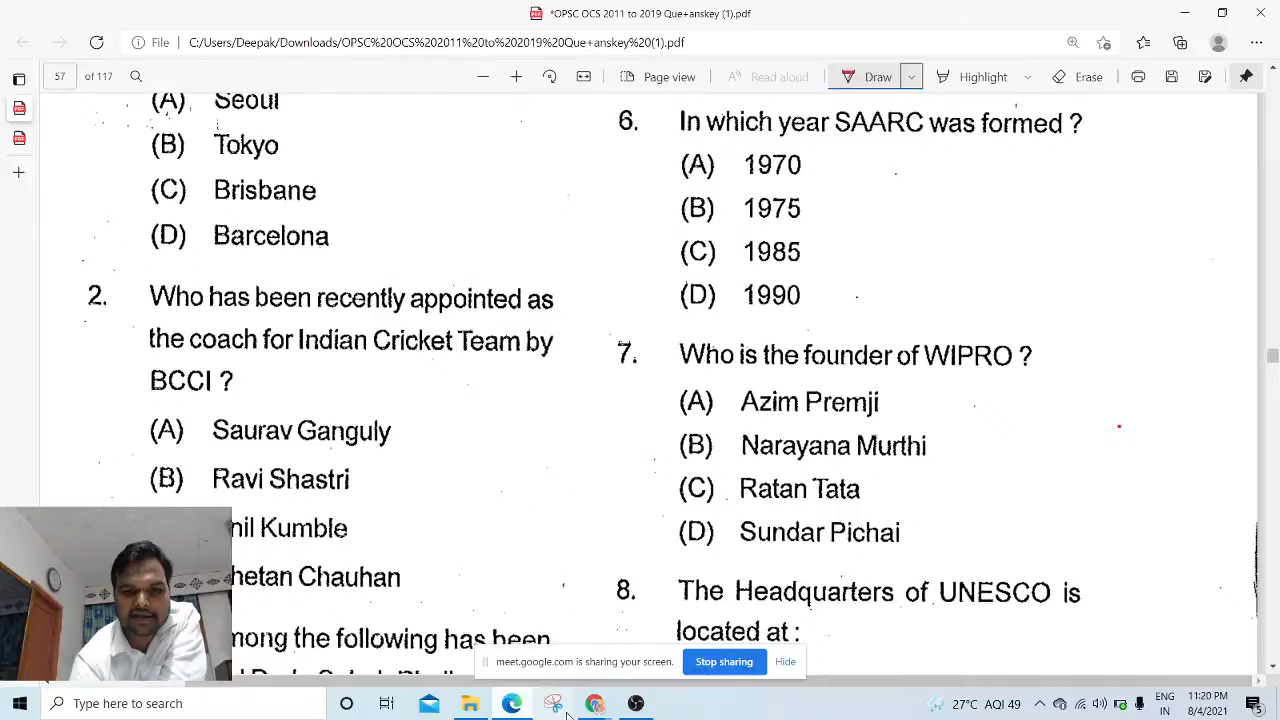 *OPSC OCS 2011 to 2019 Que+anskey (1).pdf
File C:/Users/Deepak/Downloads/OPSC%20OCS%202011%20to%202019%20Que+anskey%20(1).pdf
57 of 117 Page view Read aloud Draw Highlight Erase
(A) Seoul
(B) Tokyo
(C) Brisbane
(D) Barcelona
2. Who has been recently appointed as
the coach for Indian Cricket Team by
BCCI ?
(A) Saurav Ganguly
(B) Ravi Shastri
nil Kumble
hetan Chauhan
mong the following has been
6. In which year SAARC was formed ?
(A) 1970
(B) 1975
(C) 1985
(D) 1990
7. Who is the founder of WIPRO ?
(A) Azim Premji
(B) Narayana Murthi
(C) Ratan Tata
(D) Sundar Pichai
8. The Headquarters of UNESCO is
located at :
meet.google.com is sharing your screen. Stop sharing Hide
Type here to search
27°C AQI 49
ENG
IN
11:20 PM
8/4/2021
5